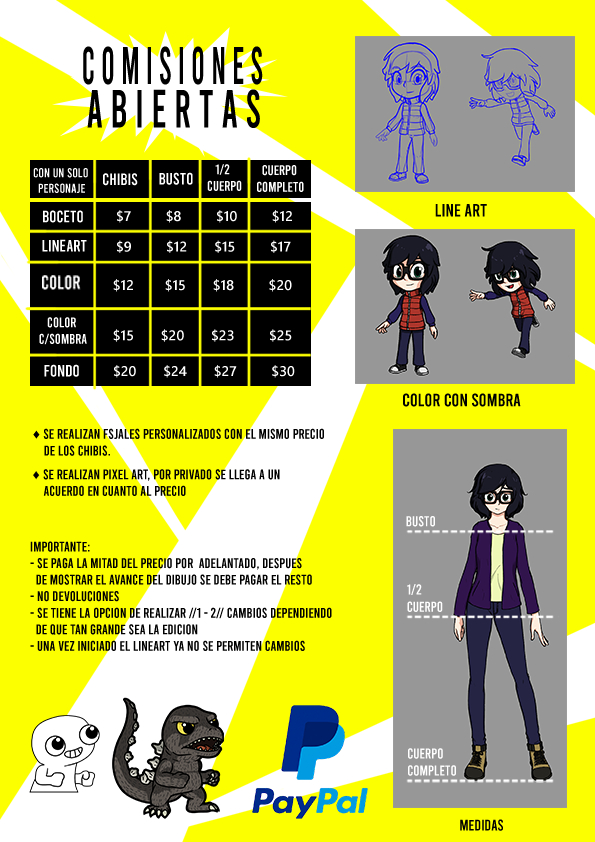 COMISIONES
ABIERTAS
CON UN SOLO
PERSONAJE
CHIBIS
BUSTO
1/2
CUERPO
CUERPO
COMPLETO
BOCETO $7 $8 $10 $12
LINEART $9 $12 $15 $17
COLOR $12 $15 $18 $20
COLOR
C/SOMBRA
$15 $20 $23 $25
FONDO $20 $24 $27 $30
♦ SE REALIZAN FSJALES PERSONALIZADOS CON EL MISMO PRECIO
DE LOS CHIBIS.
♦ SE REALIZAN PIXEL ART, POR PRIVADO SE LLEGA A UN
ACUERDO EN CUANTO AL PRECIO
IMPORTANTE:
- SE PAGA LA MITAD DEL PRECIO POR ADELANTADO, DESPUES
DE MOSTRAR EL AVANCE DEL DIBUJO SE DEBE PAGAR EL RESTO
- NO DEVOLUCIONES
- SE TIENE LA OPCION DE REALIZAR //1 - 2// CAMBIOS DEPENDIENDO
DE QUE TAN GRANDE SEA LA EDICION
- UNA VEZ INICIADO EL LINEART YA NO SE PERMITEN CAMBIOS
PayPal
LINE ART
COLOR CON SOMBRA
BUSTO
1/2
CUERPO
CUERPO
COMPLETO
MEDIDAS